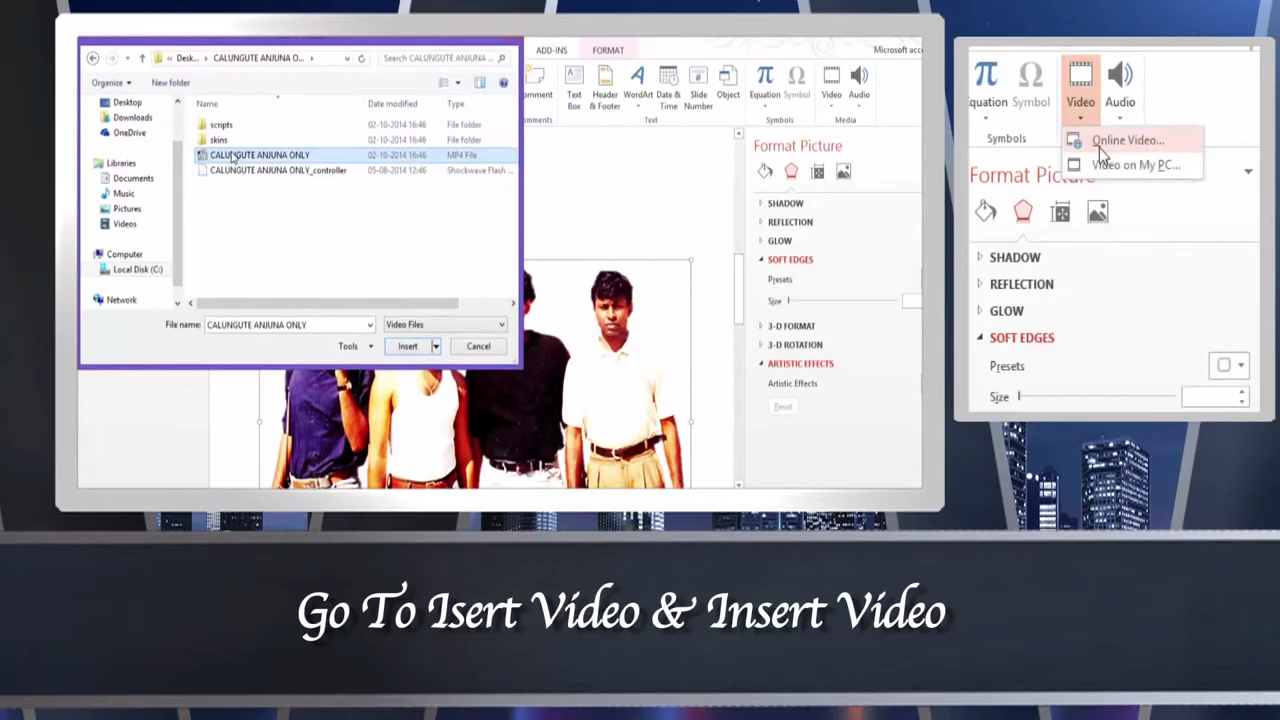 Desk... CALUNGUTE ANJUNA O...
Search CALUNGUTE ANJUNA ...
Organize New folder
Desktop
Downloads
OneDrive
Libraries
Documents
Music
Pictures
Videos
Computer
Local Disk (C:)
Network
Name Date modified Type
scripts 02-10-2014 16:46 File folder
skins 02-10-2014 16:46 File folder
CALUNGUTE ANJUNA ONLY 02-10-2014 16:46 MP4 File
CALUNGUTE ANJUNA ONLY_controller 05-08-2014 12:46 Shockwave Flash ...
File name: CALUNGUTE ANJUNA ONLY Video Files
Tools Insert Cancel
ADD-INS FORMAT Microsoft acc
omment
Text Box
Header & Footer
WordArt
Date & Time
Slide Number
Object
Equation
Symbol
Video
Audio
mments Text Symbols Media
Format Picture
SHADOW
REFLECTION
GLOW
SOFT EDGES
Presets
Size
3-D FORMAT
3-D ROTATION
ARTISTIC EFFECTS
Artistic Effects
Reset
quation Symbol Video Audio
Symbols
Online Video...
Video on My PC...
Format Pictu
SHADOW
REFLECTION
GLOW
SOFT EDGES
Presets
Size
Go To Isert Video & Insert Video